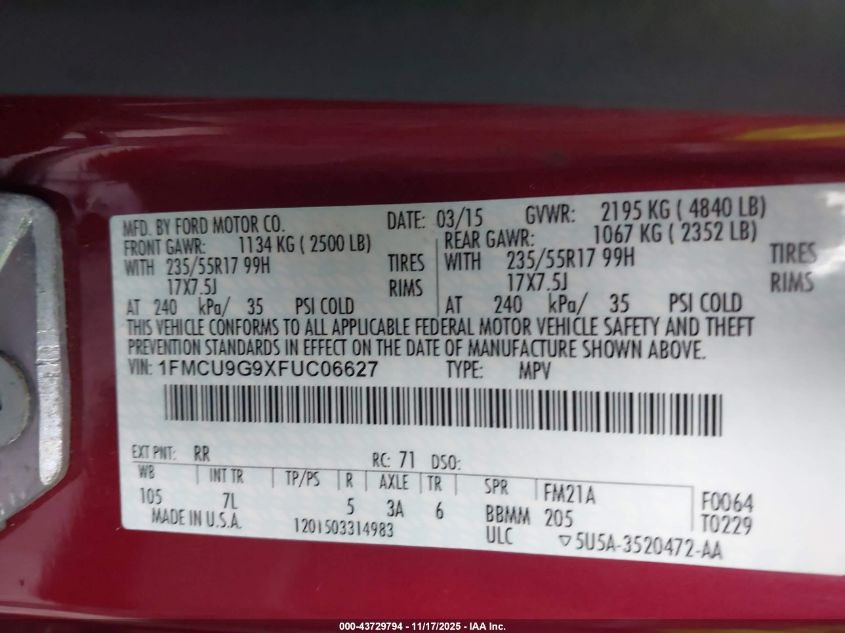 MFD. BY FORD MOTOR CO. DATE: 03/15 GVWR: 2195 KG ( 4840 LB)
FRONT GAWR: 1134 KG ( 2500 LB) REAR GAWR: 1067 KG ( 2352 LB)
WITH 235/55R17 99H TIRES WITH 235/55R17 99H TIRES
17X7.5J RIMS 17X7.5J RIMS
AT 240 kPa/ 35 PSI COLD AT 240 kPa/ 35 PSI COLD
THIS VEHICLE CONFORMS TO ALL APPLICABLE FEDERAL MOTOR VEHICLE SAFETY AND THEFT
PREVENTION STANDARDS IN EFFECT ON THE DATE OF MANUFACTURE SHOWN ABOVE.
VIN: 1FMCU9G9XFUC06627 TYPE: MPV
EXT PNT: RR RC: 71 DSO:
WB INT TR TP/PS R AXLE TR SPR FM21A F0064
105 7L 5 3A 6 BBMM 205 T0229
MADE IN U.S.A. 1201503314983 ULC ▽5U5A-3520472-AA
000-43729794 - 11/17/2025 - IAA Inc.